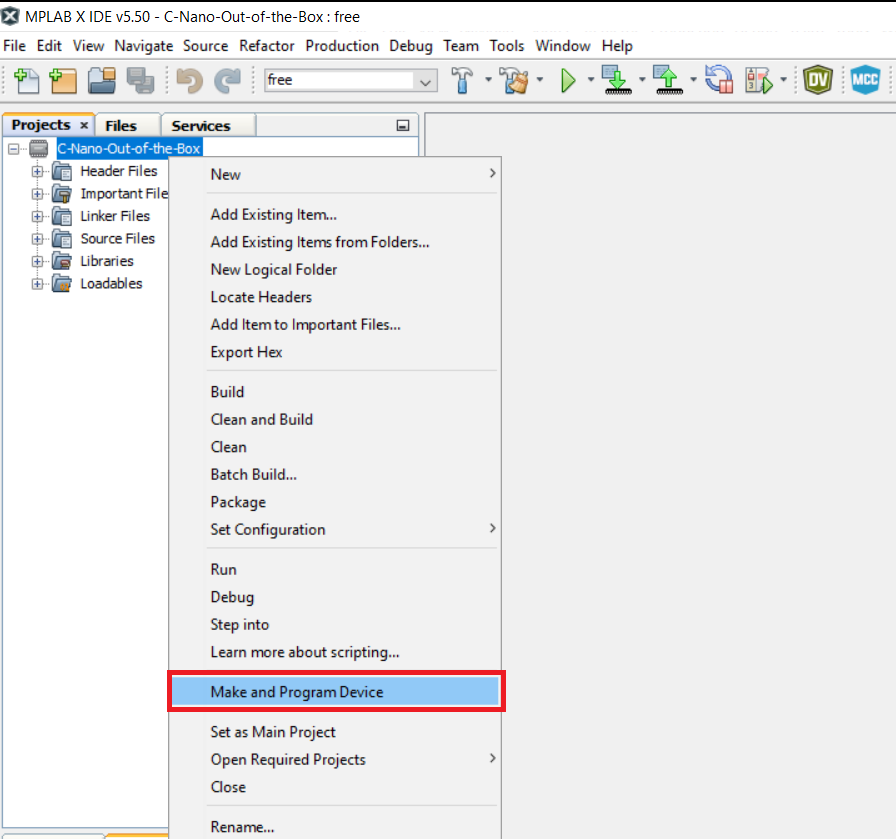 MPLAB X IDE v5.50 - C-Nano-Out-of-the-Box : free
File Edit View Navigate Source Refactor Production Debug Team Tools Window Help
free
DV
MCC
Projects × Files Services
C-Nano-Out-of-the-Box
Header Files
Important File
Linker Files
Source Files
Libraries
Loadables
New
Add Existing Item...
Add Existing Items from Folders...
New Logical Folder
Locate Headers
Add Item to Important Files...
Export Hex
Build
Clean and Build
Clean
Batch Build...
Package
Set Configuration
Run
Debug
Step into
Learn more about scripting...
Make and Program Device
Set as Main Project
Open Required Projects
Close
Rename...